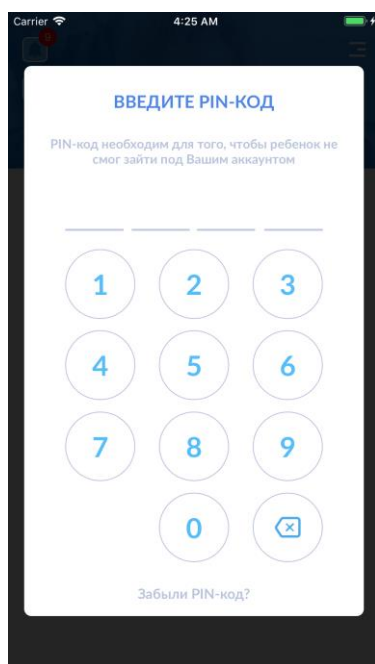 Carrier 4:25 AM
9
ВВЕДИТЕ PIN-КОД
PIN-код необходим для того, чтобы ребенок не
смог зайти под Вашим аккаунтом
1 2 3
4 5 6
7 8 9
0
Забыли PIN-код?